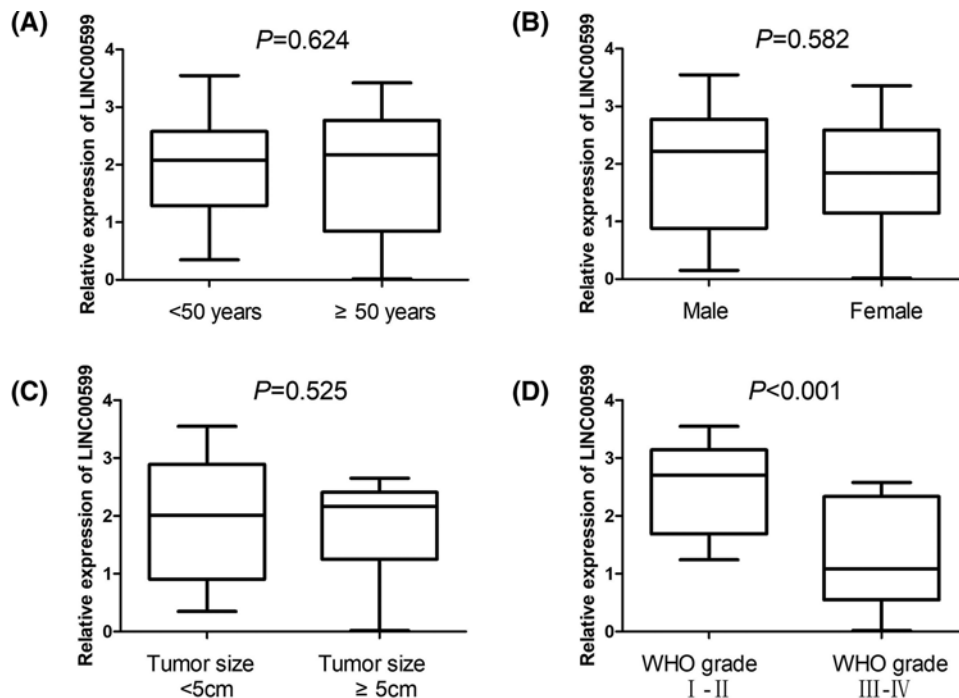 (A)
P=0.624
Relative expression of LINC00599
4
3
2
1
0
<50 years
≥ 50 years
(B)
P=0.582
Relative expression of LINC00599
4
3
2
1
0
Male
Female
(C)
P=0.525
Relative expression of LINC00599
4
3
2
1
0
Tumor size
<5cm
Tumor size
≥ 5cm
(D)
P<0.001
Relative expression of LINC00599
4
3
2
1
0
WHO grade
Ⅰ-Ⅱ
WHO grade
Ⅲ-Ⅳ